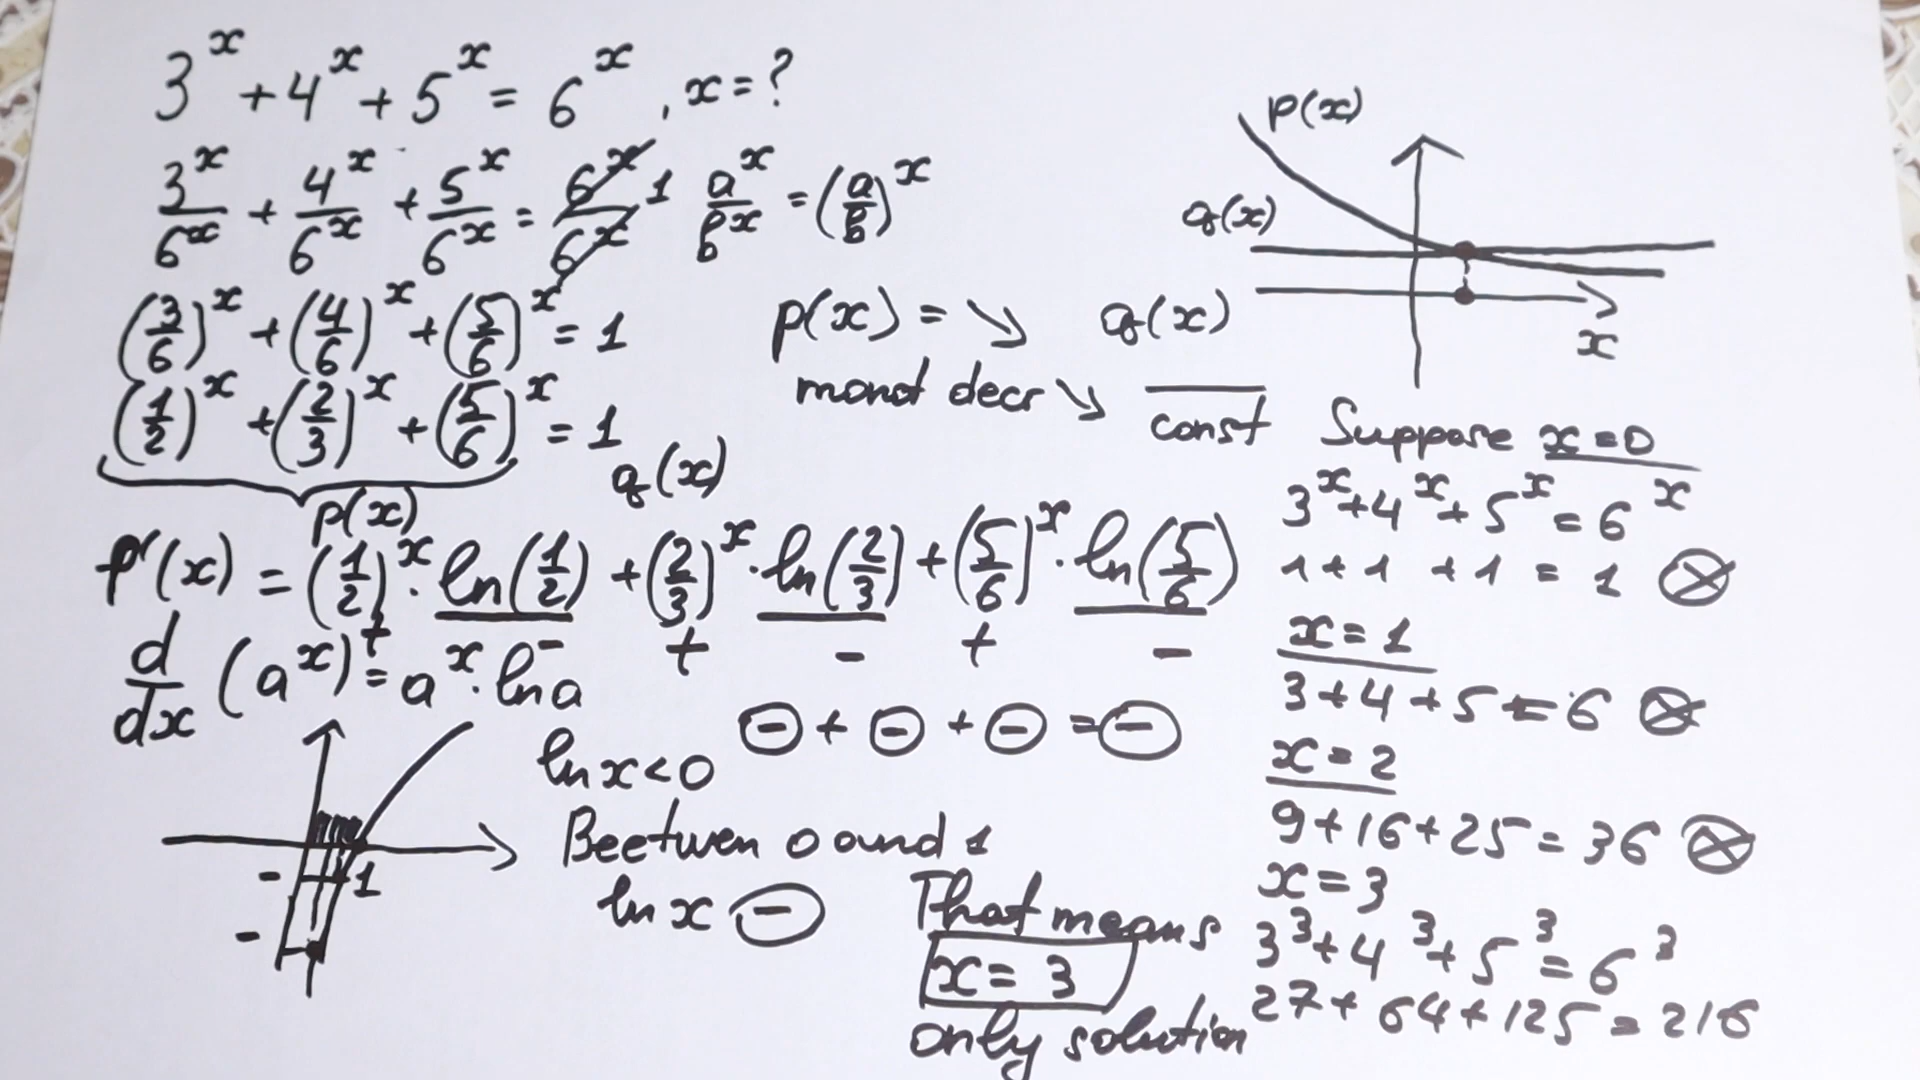 3^x + 4^x + 5^x = 6^x , x = ?
3^x/6^x + 4^x/6^x + 5^x/6^x = 6^x/6^x 1 a^x/b^x = (a/b)^x
(3/6)^x + (4/6)^x + (5/6)^x = 1
(1/2)^x + (2/3)^x + (5/6)^x = 1
p(x) q(x)
p'(x) = (1/2)^x · ln(1/2) + (2/3)^x · ln(2/3) + (5/6)^x · ln(5/6)
+ - + - + -
d/dx (a^x) = a^x · ln a
⊖ + ⊖ + ⊖ = ⊖
- 1
-
ln x < 0
Beetwen 0 and 1
ln x ⊖
p(x) = ↘ q(x)
monot decr ↘ const
p(x)
q(x)
x
Suppose x = 0
3^x + 4^x + 5^x = 6^x
1 + 1 + 1 = 1 ⊗
x = 1
3 + 4 + 5 = 6 ⊗
x = 2
9 + 16 + 25 = 36 ⊗
x = 3
3^3 + 4^3 + 5^3 = 6^3
27 + 64 + 125 = 216
That means
x = 3
only solution